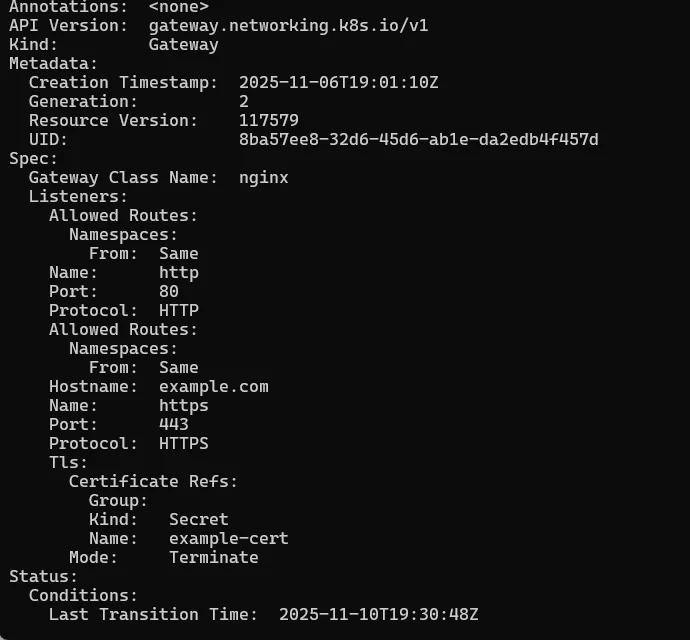 Annotations:  <none>
API Version:  gateway.networking.k8s.io/v1
Kind:         Gateway
Metadata:
  Creation Timestamp:  2025-11-06T19:01:10Z
  Generation:          2
  Resource Version:    117579
  UID:                 8ba57ee8-32d6-45d6-ab1e-da2edb4f457d
Spec:
  Gateway Class Name:  nginx
  Listeners:
    Allowed Routes:
      Namespaces:
        From:  Same
    Name:      http
    Port:      80
    Protocol:  HTTP
    Allowed Routes:
      Namespaces:
        From:  Same
    Hostname:  example.com
    Name:      https
    Port:      443
    Protocol:  HTTPS
    Tls:
      Certificate Refs:
        Group:
        Kind:   Secret
        Name:   example-cert
      Mode:     Terminate
Status:
  Conditions:
    Last Transition Time:  2025-11-10T19:30:48Z